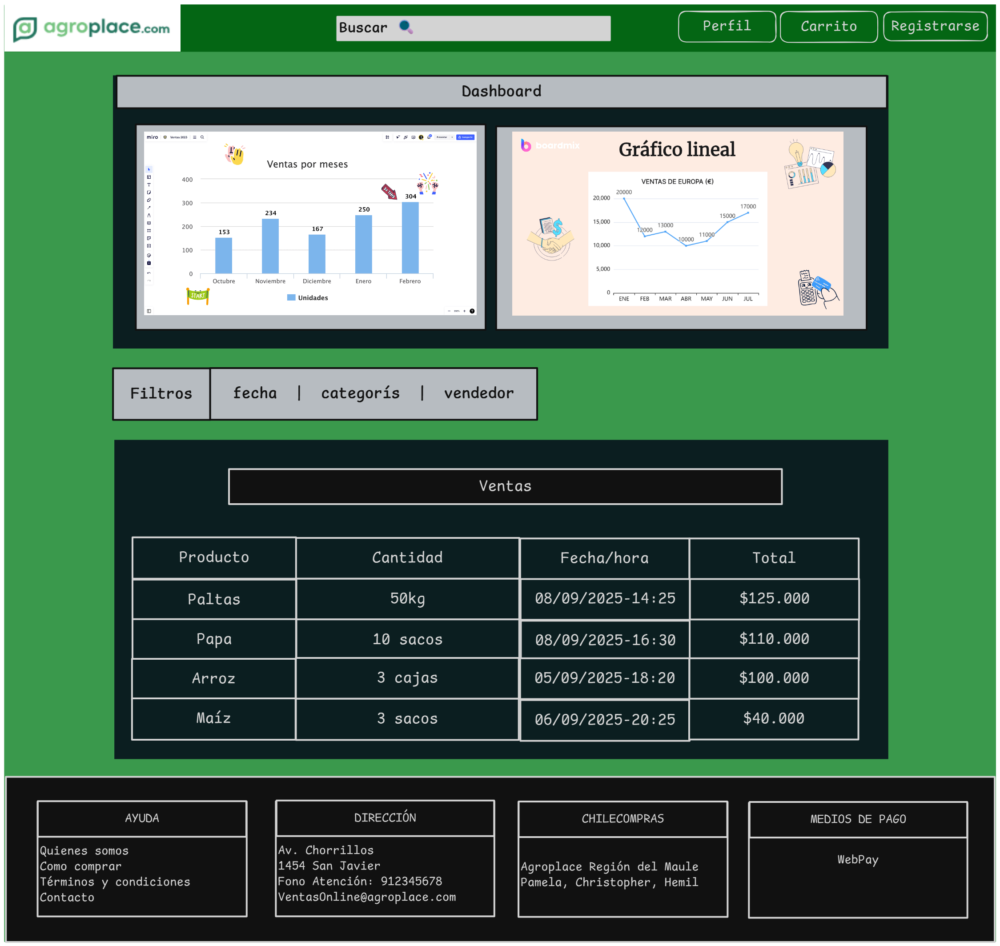 agroplace.com
Buscar
Perfil
Carrito
Registrarse
Dashboard
miro
Ventas 2023
Presentar
Compartir
Ventas por meses
400
300
200
100
0
153
234
167
250
304
Octubre
Noviembre
Diciembre
Enero
Febrero
START
Unidades
boardmix
Gráfico lineal
VENTAS DE EUROPA (€)
20,000
15,000
10,000
5,000
0
20000
12000
13000
10000
11000
15000
17000
ENE FEB MAR ABR MAY JUN JUL
Filtros
fecha | categorís | vendedor
Ventas
Producto Cantidad Fecha/hora Total
Paltas 50kg 08/09/2025-14:25 $125.000
Papa 10 sacos 08/09/2025-16:30 $110.000
Arroz 3 cajas 05/09/2025-18:20 $100.000
Maíz 3 sacos 06/09/2025-20:25 $40.000
AYUDA
Quienes somos
Como comprar
Términos y condiciones
Contacto
DIRECCIÓN
Av. Chorrillos
1454 San Javier
Fono Atención: 912345678
VentasOnline@agroplace.com
CHILECOMPRAS
Agroplace Región del Maule
Pamela, Christopher, Hemil
MEDIOS DE PAGO
WebPay